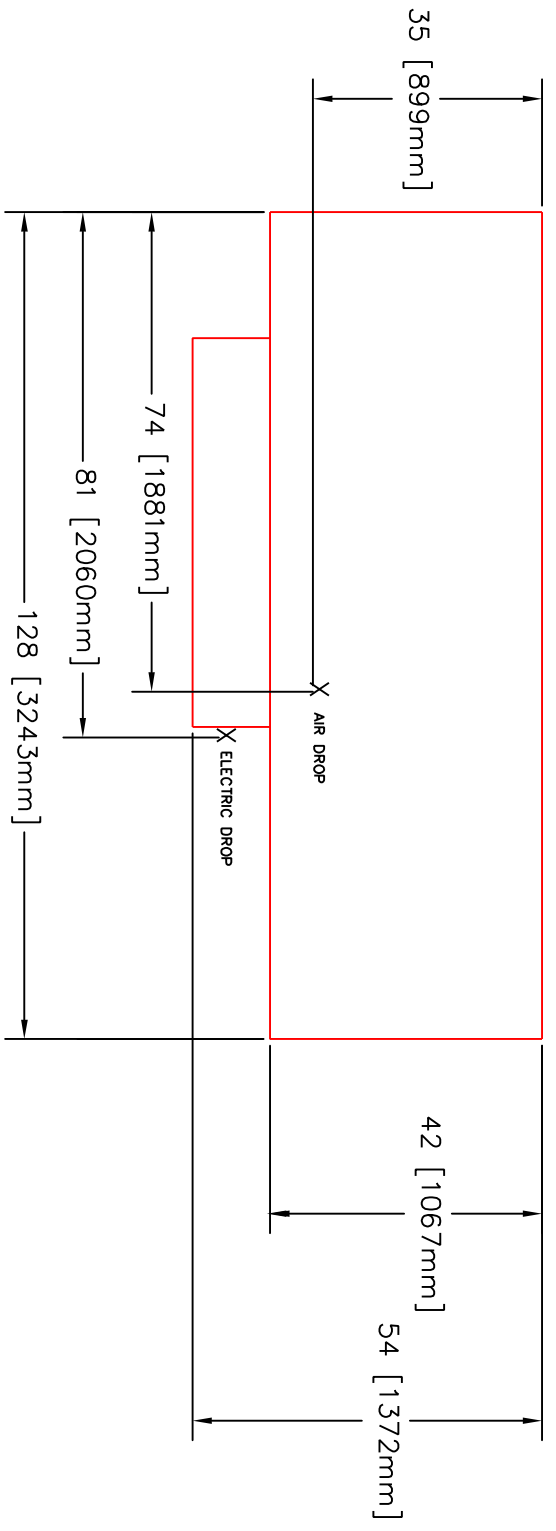 35 [899mm]
74 [1881mm]
81 [2060mm]
128 [3243mm]
AIR DROP
ELECTRIC DROP
42 [1067mm]
54 [1372mm]